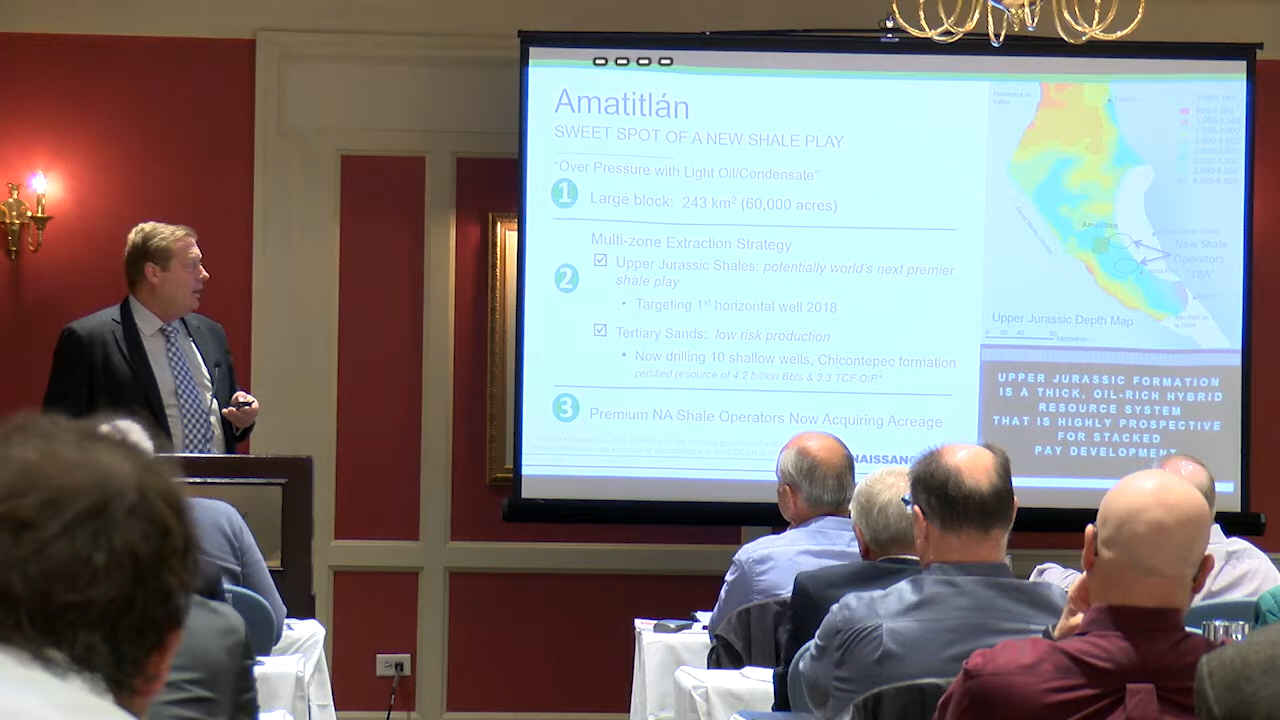 Amatitlán
SWEET SPOT OF A NEW SHALE PLAY
“Over Pressure with Light Oil/Condensate”
1
Large block: 243 km² (60,000 acres)
Multi-zone Extraction Strategy
2
☑ Upper Jurassic Shales: potentially world's next premier
shale play
• Targeting 1st horizontal well 2018
☑ Tertiary Sands: low risk production
• Now drilling 10 shallow wells, Chicontepec formation
certified resource of 4.2 billion Bbls & 3.3 TCF OIP*
3
Premium NA Shale Operators Now Acquiring Acreage
Amatitlán
New Shale
Operators
"TBA"
Upper Jurassic Depth Map
UPPER JURASSIC FORMATION
IS A THICK, OIL-RICH HYBRID
RESOURCE SYSTEM
THAT IS HIGHLY PROSPECTIVE
FOR STACKED
PAY DEVELOPMENT